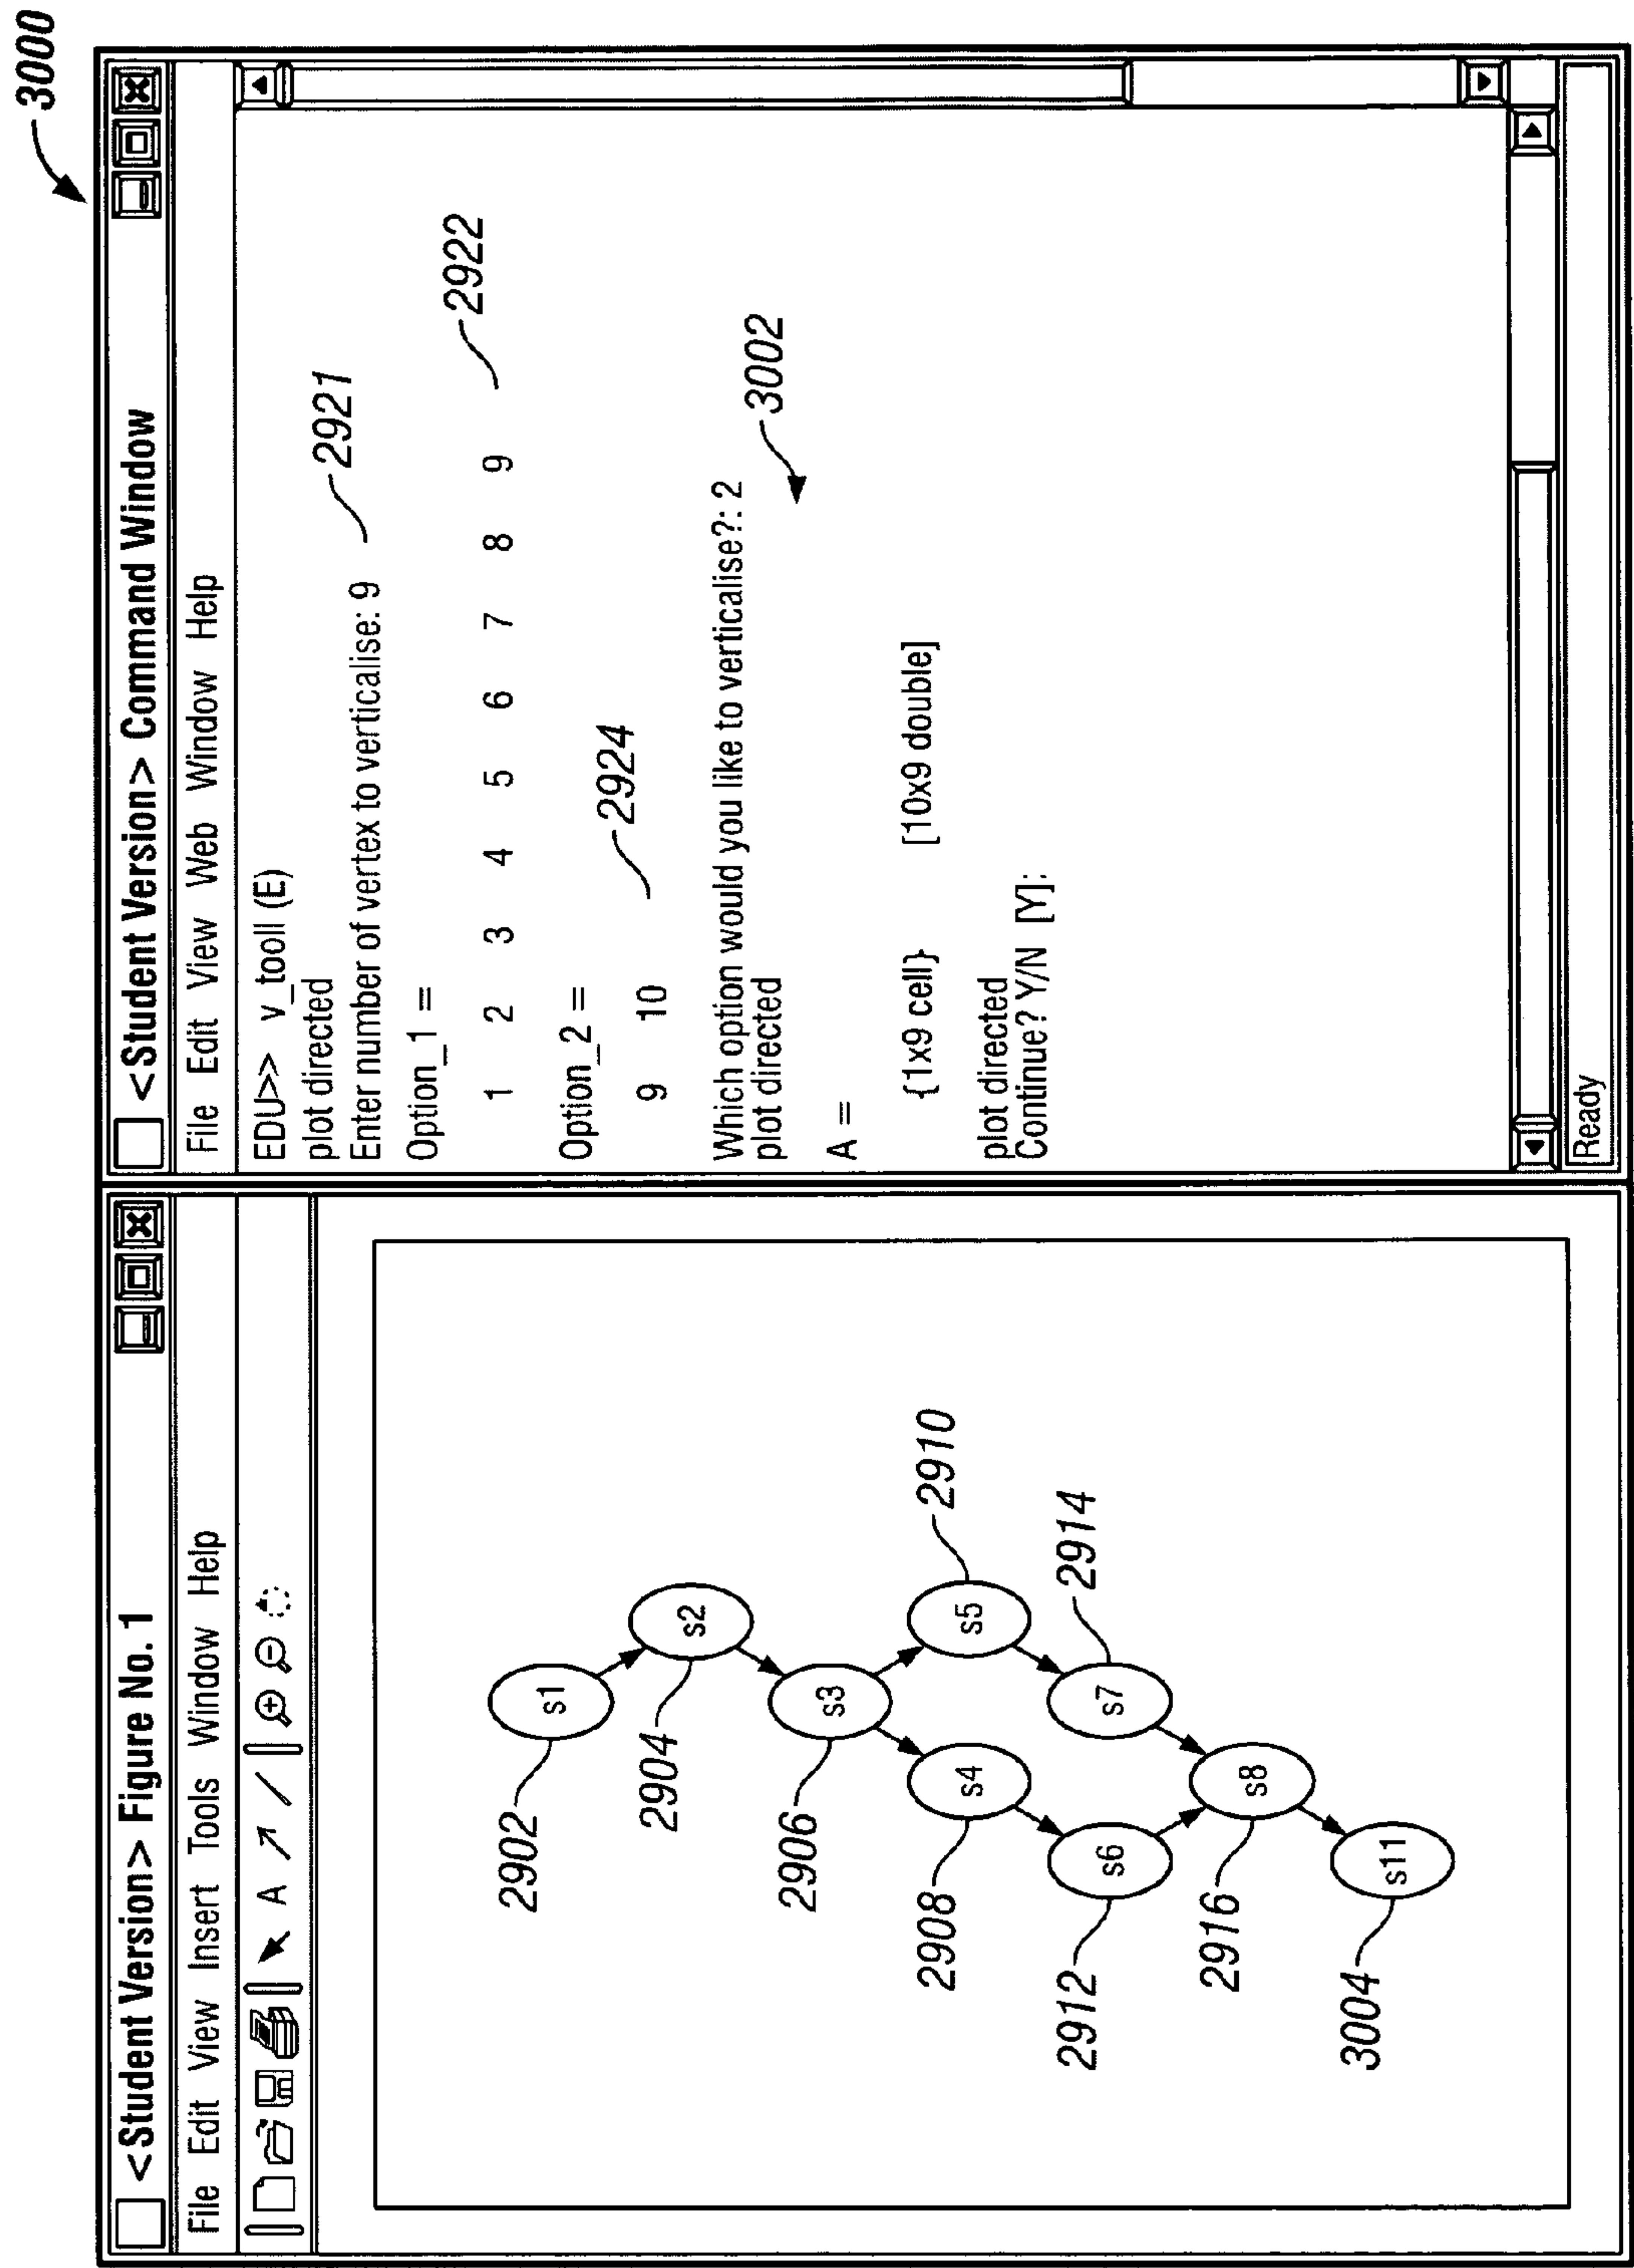 3000
<Student Version> Figure No. 1
File Edit View Insert Tools Window Help
A
2902
s1
2904
s2
2906
s3
2908
s4
s5
2910
2912
s6
s7
2914
2916
s8
3004
s11
<Student Version> Command Window
File Edit View Web Window Help
EDU>> v_tooll (E)
plot directed
Enter number of vertex to verticalise: 9
2921
Option_1 =
1 2 3 4 5 6 7 8 9
2922
Option_2 =
9 10
2924
Which option would you like to verticalise?: 2
plot directed
3002
A =
{1x9 cell} [10x9 double]
plot directed
Continue? Y/N [Y]:
Ready